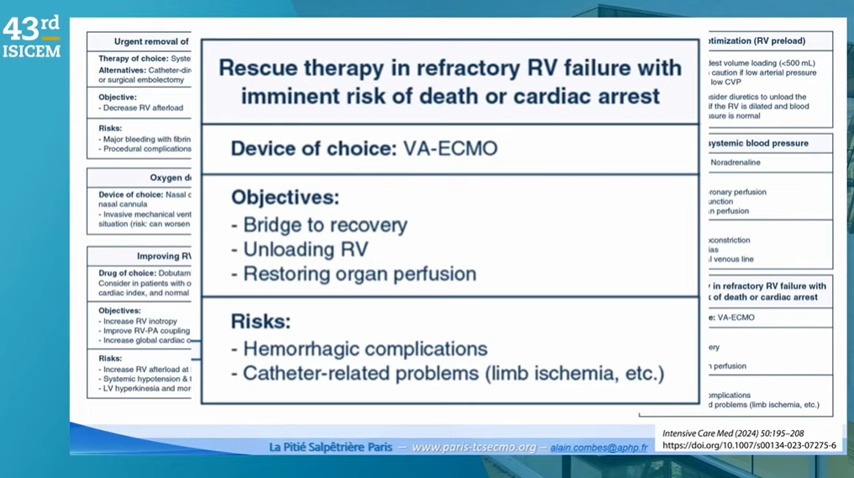 43rd
ISICEM
Urgent removal of
Therapy of choice: Syste
Alternatives: Catheter-dir
or surgical embolectomy
Objective:
- Decrease RV afterload
Risks:
- Major bleeding with fibrin
- Procedural complications
Oxygen de
Device of choice: Nasal c
nasal cannula
- Invasive mechanical vent
situation (risk: can worsen
Improving RV
Drug of choice: Dobutam
Consider in patients with o
cardiac index, and normal
Objectives:
- Increase RV inotropy
- Improve RV-PA coupling
- Increase global cardiac o
Risks:
- Increase RV afterload at
- Systemic hypotension & t
- LV hyperkinesia and mor
Rescue therapy in refractory RV failure with
imminent risk of death or cardiac arrest
Device of choice: VA-ECMO
Objectives:
- Bridge to recovery
- Unloading RV
- Restoring organ perfusion
Risks:
- Hemorrhagic complications
- Catheter-related problems (limb ischemia, etc.)
timization (RV preload)
dest volume loading (<500 mL)
caution if low arterial pressure
low CVP
sider diuretics to unload the
if the RV is dilated and blood
sure is normal
systemic blood pressure
Noradrenaline
ronary perfusion
unction
n perfusion
oconstriction
ias
l venous line
in refractory RV failure with
of death or cardiac arrest
e: VA-ECMO
ery
perfusion
omplications
d problems (limb ischemia, etc.)
La Pitié Salpêtrière Paris – www.paris-tcsecmo.org – alain.combes@aphp.fr
Intensive Care Med (2024) 50:195–208
https://doi.org/10.1007/s00134-023-07275-6